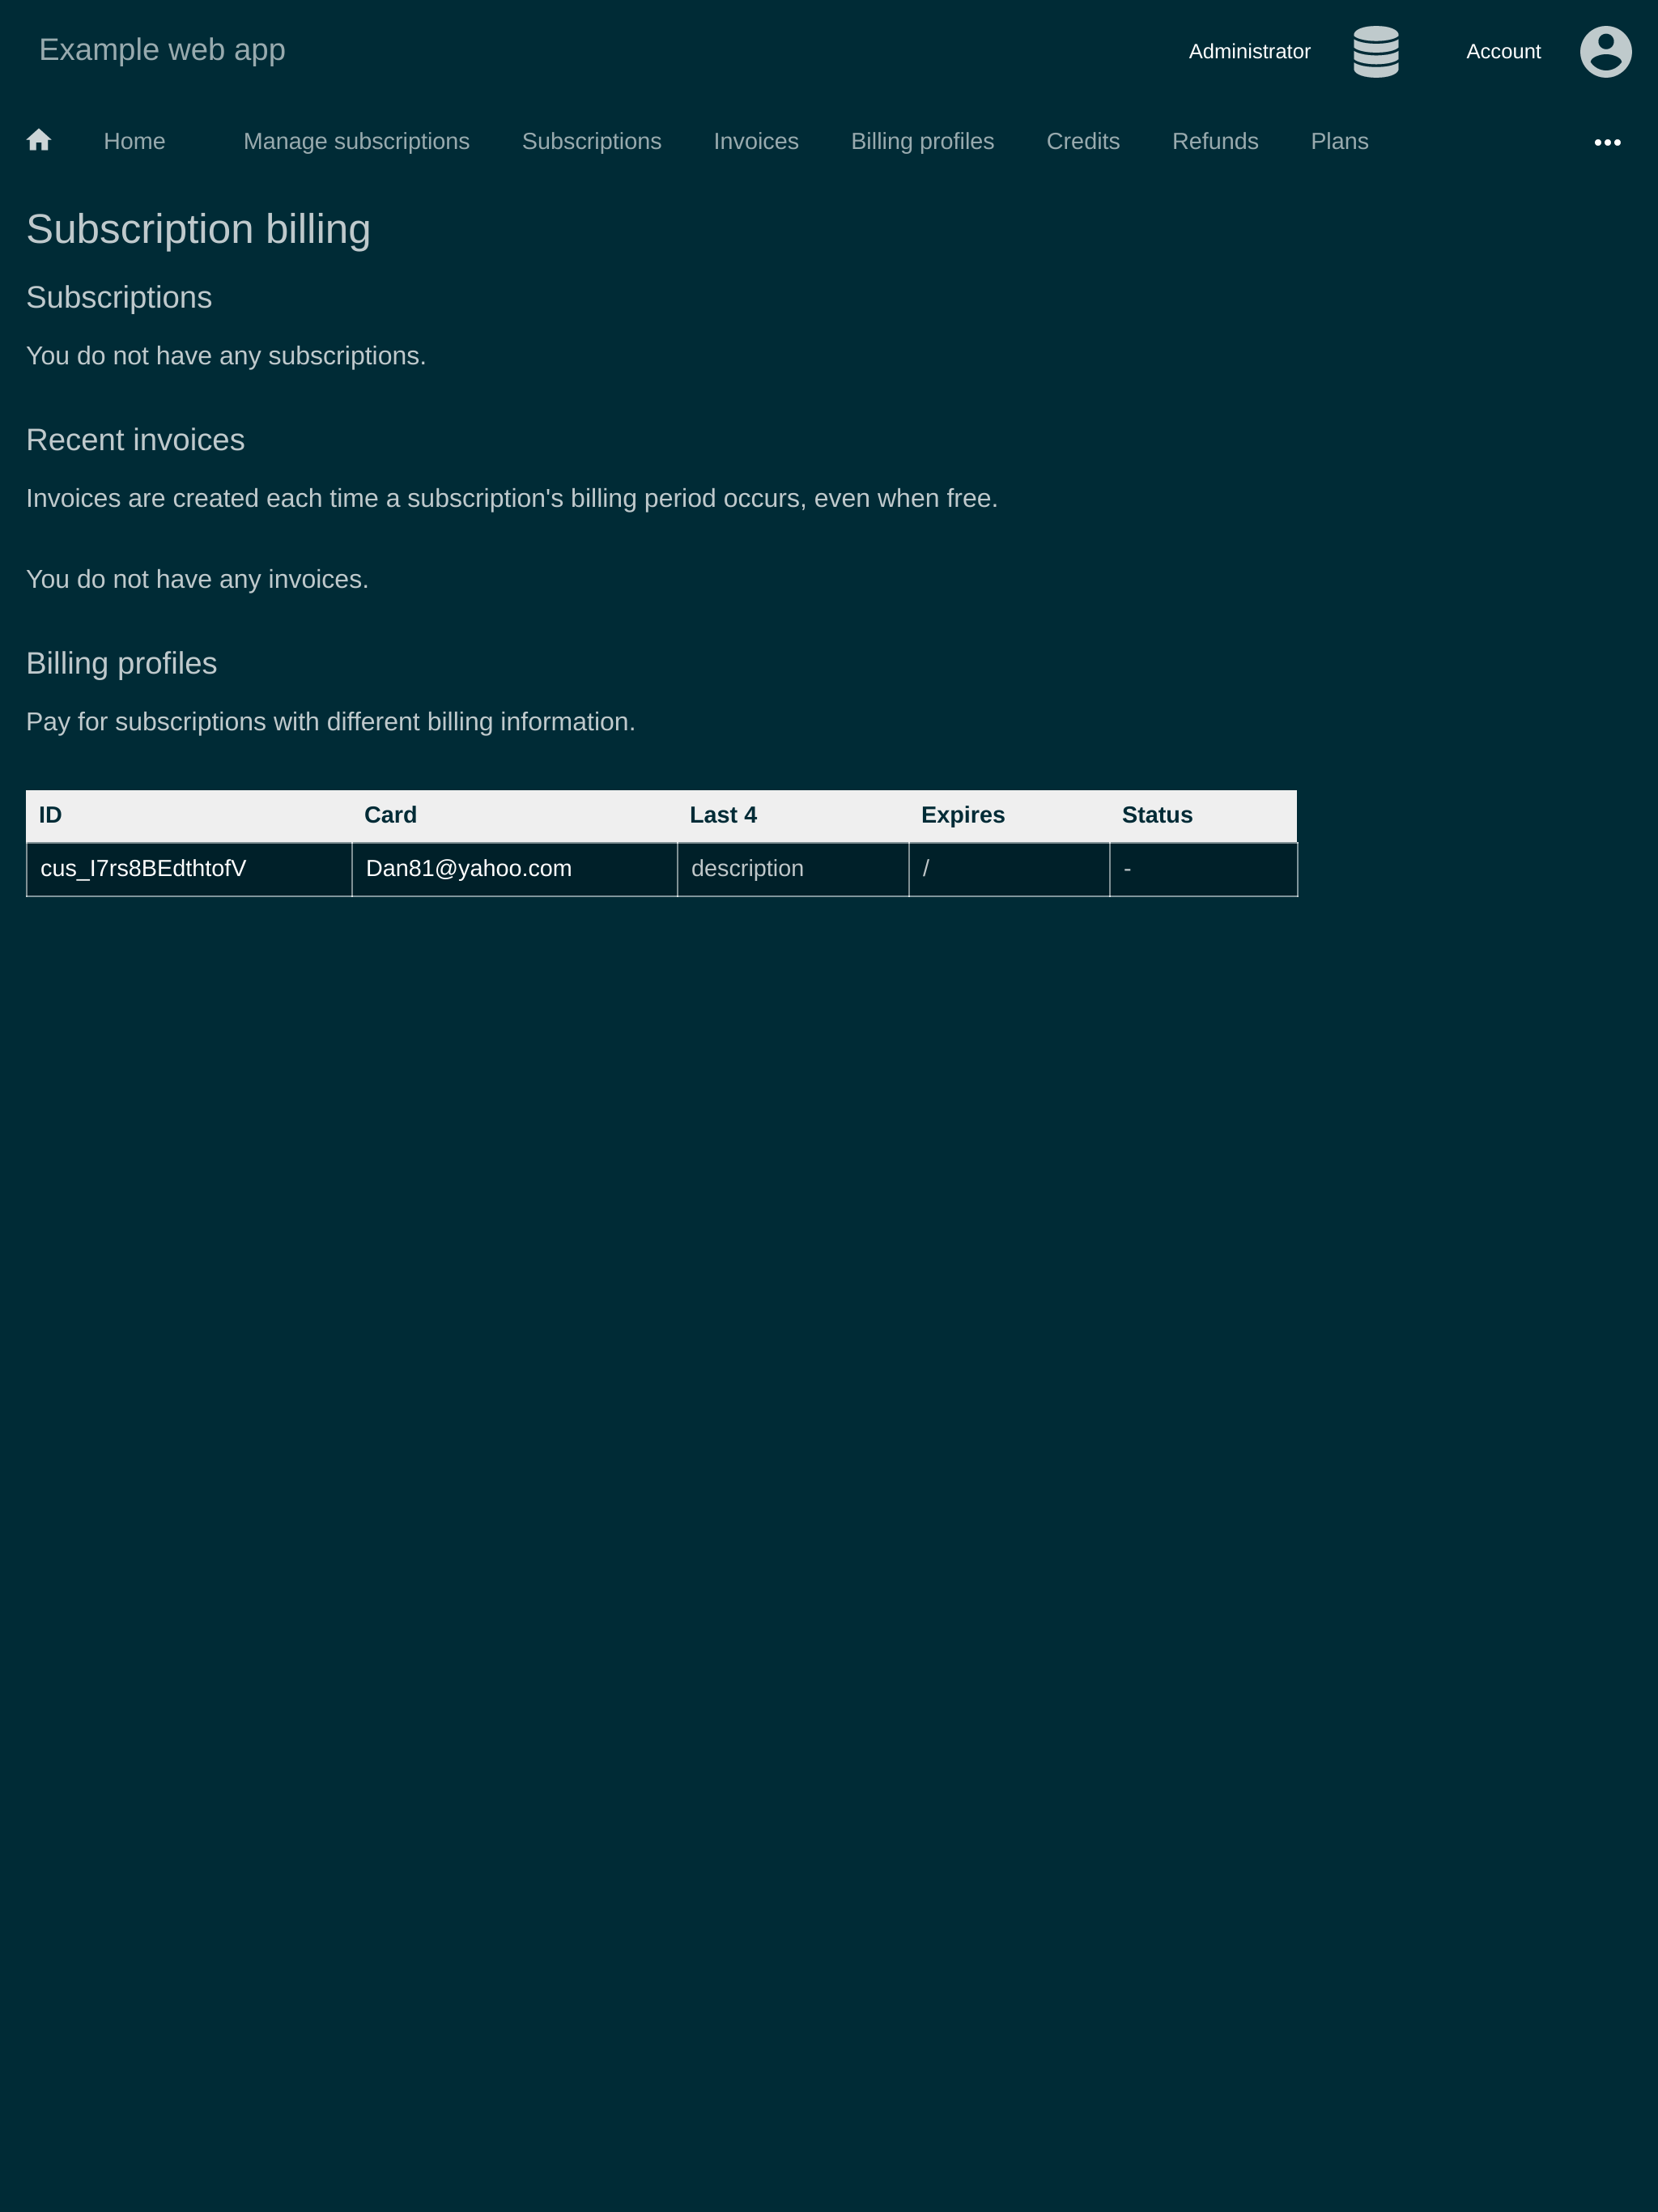 Example web app
Administrator
Account
Home Manage subscriptions Subscriptions Invoices Billing profiles Credits Refunds Plans
Subscription billing
Subscriptions
You do not have any subscriptions.
Recent invoices
Invoices are created each time a subscription's billing period occurs, even when free.
You do not have any invoices.
Billing profiles
Pay for subscriptions with different billing information.
ID Card Last 4 Expires Status
cus_I7rs8BEdthtofV Dan81@yahoo.com description / -